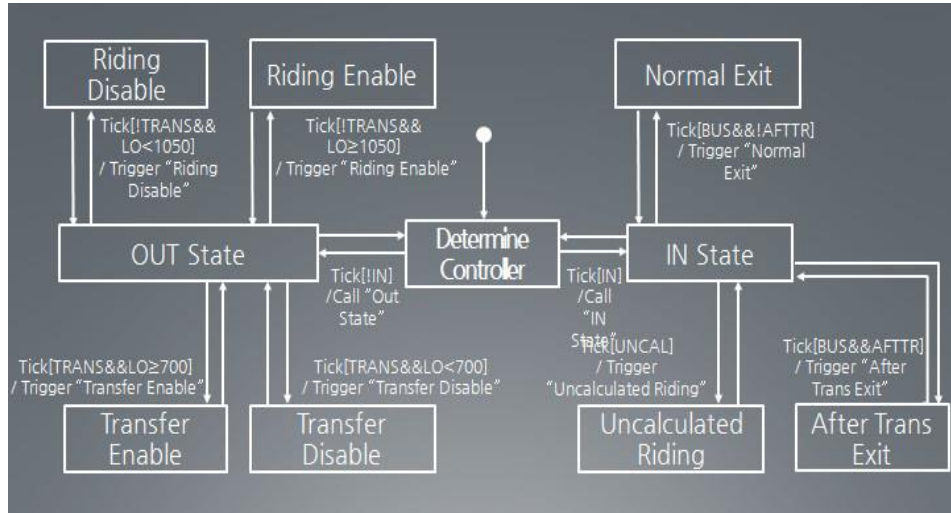 Riding
Disable
Riding Enable
Normal Exit
Tick[!TRANS&&
LO<1050]
/ Trigger “Riding
Disable”
Tick[!TRANS&&
LO≥1050]
/ Trigger “Riding Enable”
Tick[BUS&&!AFTTR]
/ Trigger “Normal
Exit”
OUT State
Determine
Controller
IN State
Tick[!IN]
/Call “Out
State”
Tick[IN]
/Call
“IN
State”
Tick[TRANS&&LO≥700]
/ Trigger “Transfer Enable”
Tick[TRANS&&LO<700]
/ Trigger “Transfer Disable”
Tick[UNCAL]
/ Trigger
“Uncalculated Riding”
Tick[BUS&&AFTTR]
/ Trigger “After
Trans Exit”
Transfer
Enable
Transfer
Disable
Uncalculated
Riding
After Trans
Exit